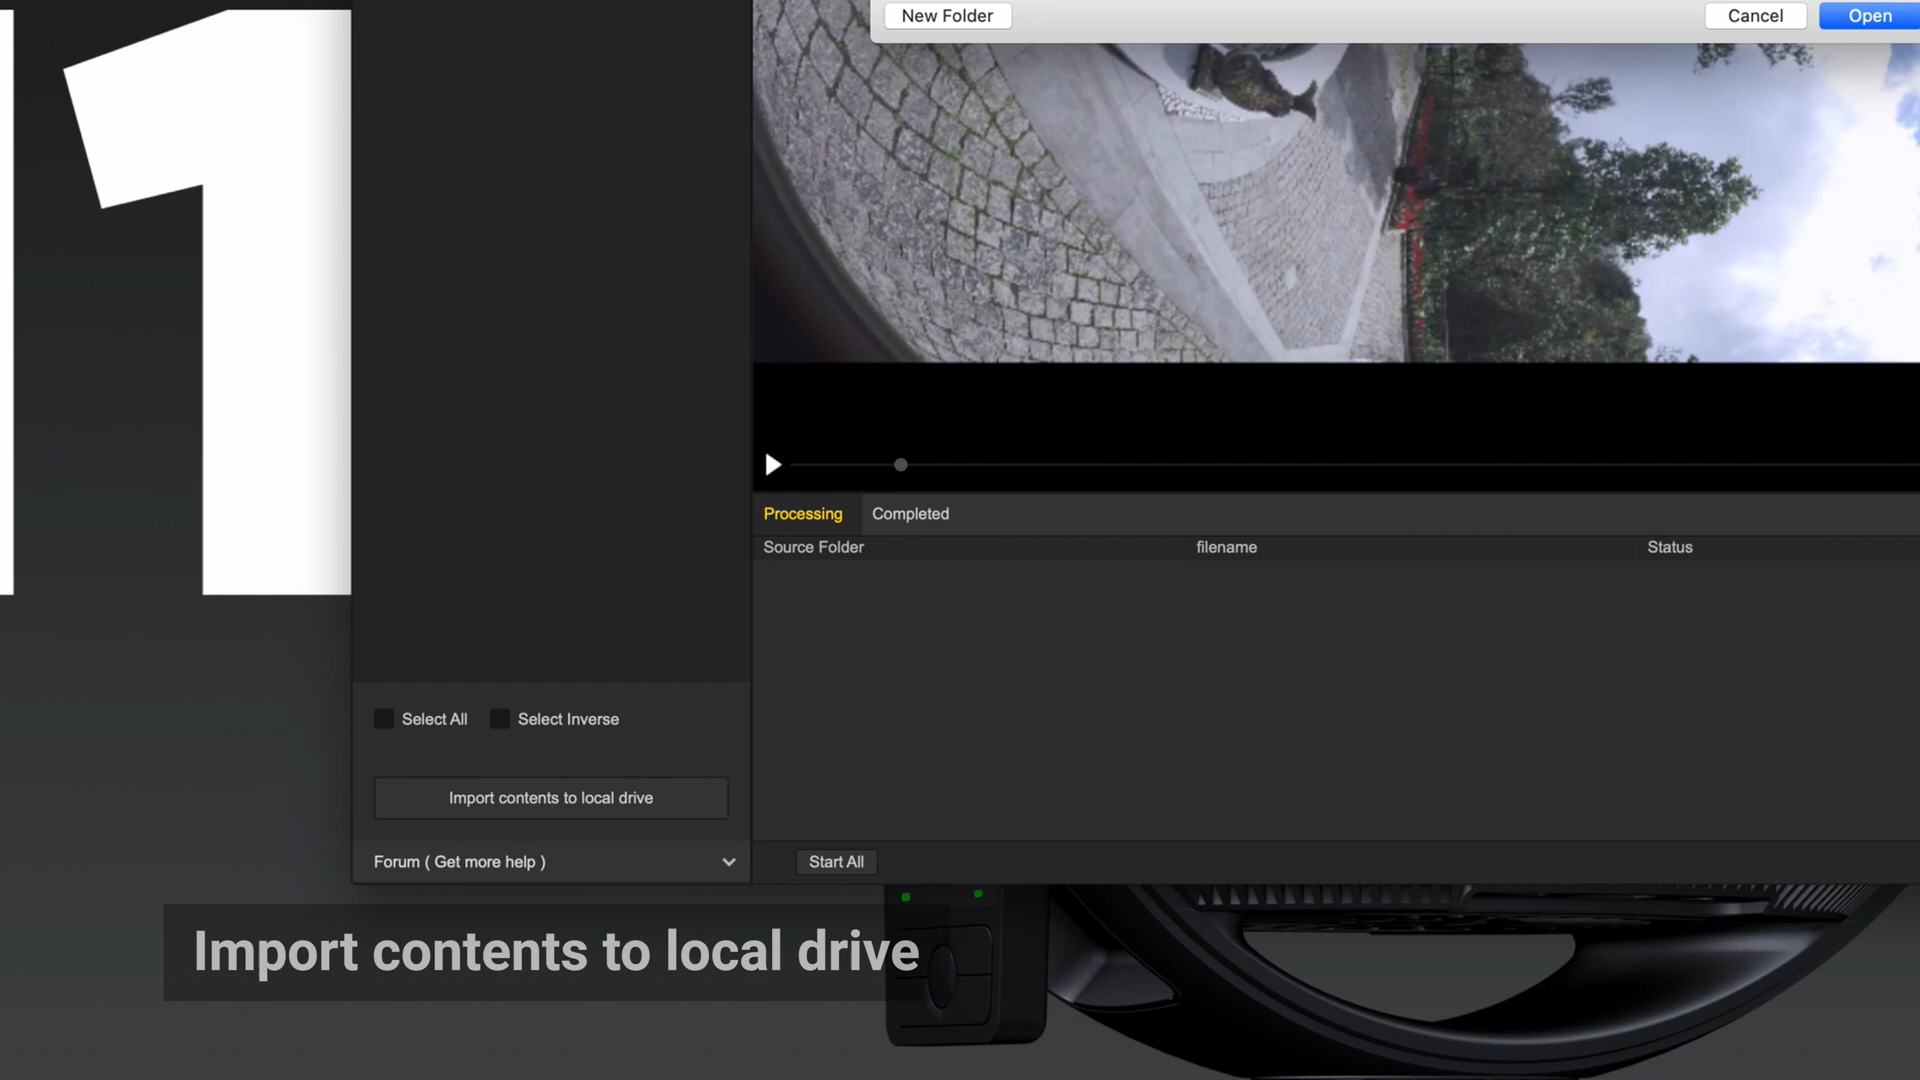 New Folder Cancel Open
1
Processing Completed
Source Folder filename Status
Select All Select Inverse
Import contents to local drive
Forum ( Get more help ) Start All
Import contents to local drive